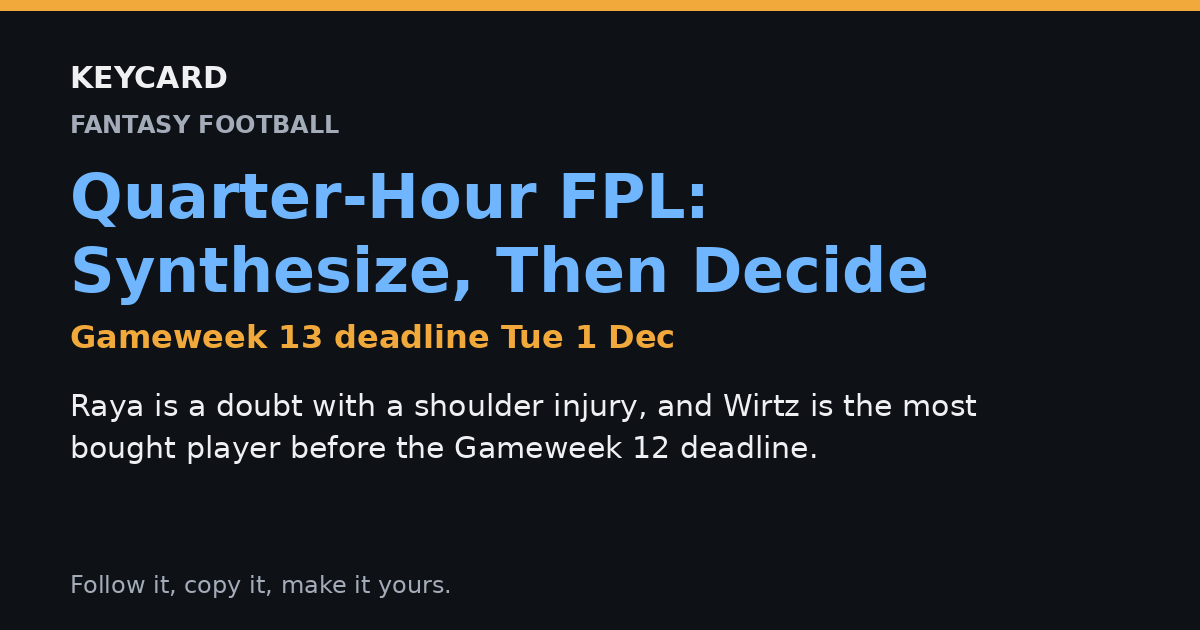 KEYCARD
FANTASY FOOTBALL
Quarter-Hour FPL:
Synthesize, Then Decide
Gameweek 13 deadline Tue 1 Dec
Raya is a doubt with a shoulder injury, and Wirtz is the most
bought player before the Gameweek 12 deadline.
Follow it, copy it, make it yours.